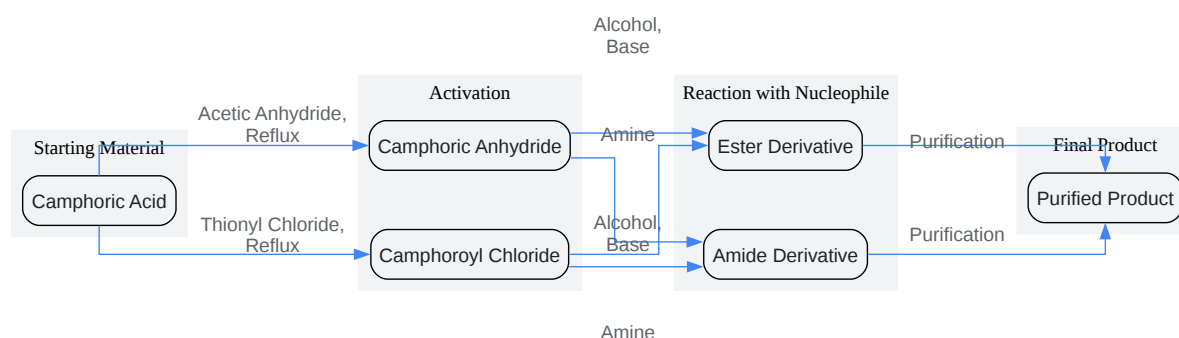 Alcohol,
Base
Activation
Reaction with Nucleophile
Acetic Anhydride,
Reflux
Amine
Camphoric Anhydride
Ester Derivative
Purification
Starting Material
Final Product
Camphoric Acid
Purified Product
Thionyl Chloride,
Reflux
Alcohol,
Base
Camphoroyl Chloride
Amide Derivative
Purification
Amine